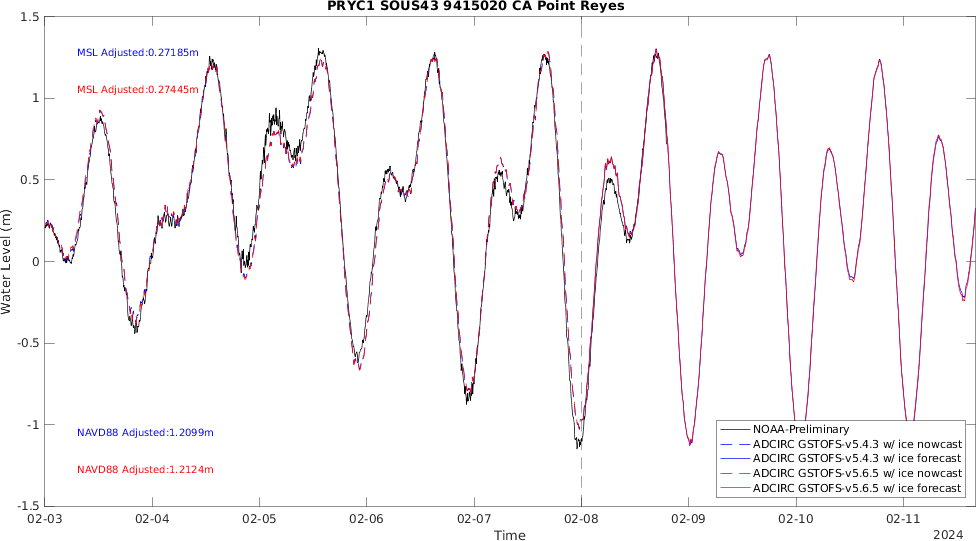 PRYC1 SOUS43 9415020 CA Point Reyes
1.5
1
0.5
0
-0.5
-1
-1.5
Water Level (m)
MSL Adjusted:0.27185m
MSL Adjusted:0.27445m
NAVD88 Adjusted:1.2099m
NAVD88 Adjusted:1.2124m
NOAA-Preliminary
ADCIRC GSTOFS-v5.4.3 w/ ice nowcast
ADCIRC GSTOFS-v5.4.3 w/ ice forecast
ADCIRC GSTOFS-v5.6.5 w/ ice nowcast
ADCIRC GSTOFS-v5.6.5 w/ ice forecast
02-03 02-04 02-05 02-06 02-07 02-08 02-09 02-10 02-11
Time
2024